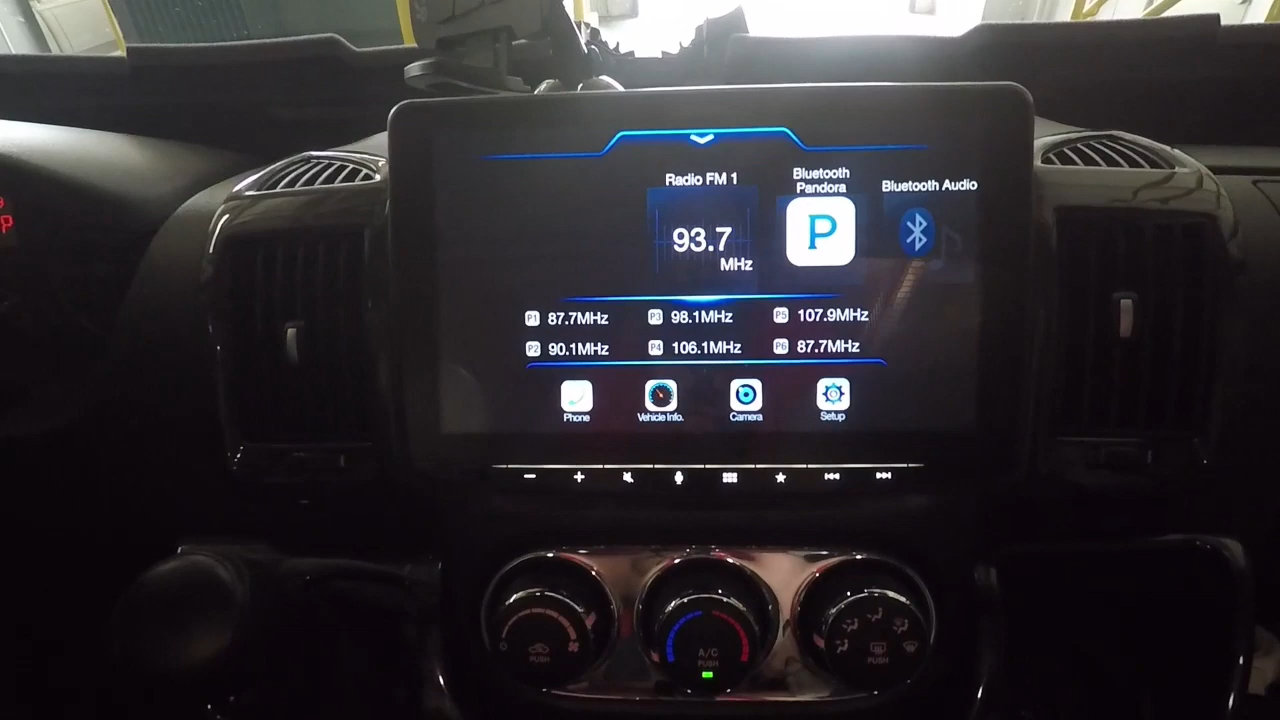 Radio FM 1
93.7
MHz
Bluetooth
Pandora
P
Bluetooth Audio
P1 87.7MHz
P3 98.1MHz
P5 107.9MHz
P2 90.1MHz
P4 106.1MHz
P6 87.7MHz
Phone
Vehicle Info.
Camera
Setup
P
PUSH
A/C
PUSH
PUSH